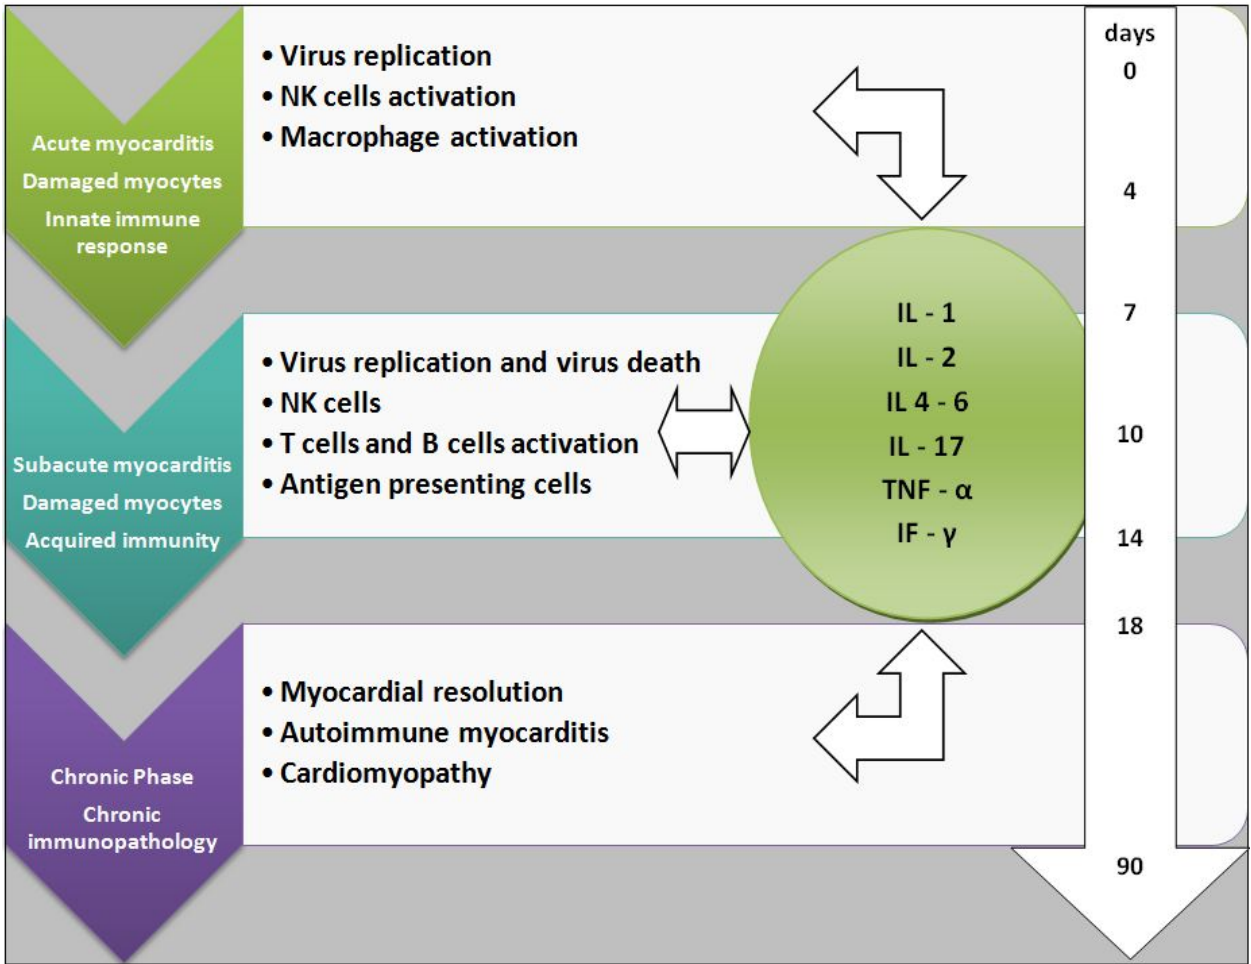 Acute myocarditis
Damaged myocytes
Innate immune
response
• Virus replication
• NK cells activation
• Macrophage activation
Subacute myocarditis
Damaged myocytes
Acquired immunity
• Virus replication and virus death
• NK cells
• T cells and B cells activation
• Antigen presenting cells
Chronic Phase
Chronic
immunopathology
• Myocardial resolution
• Autoimmune myocarditis
• Cardiomyopathy
IL - 1
IL - 2
IL 4 - 6
IL - 17
TNF - α
IF - γ
days
0
4
7
10
14
18
90